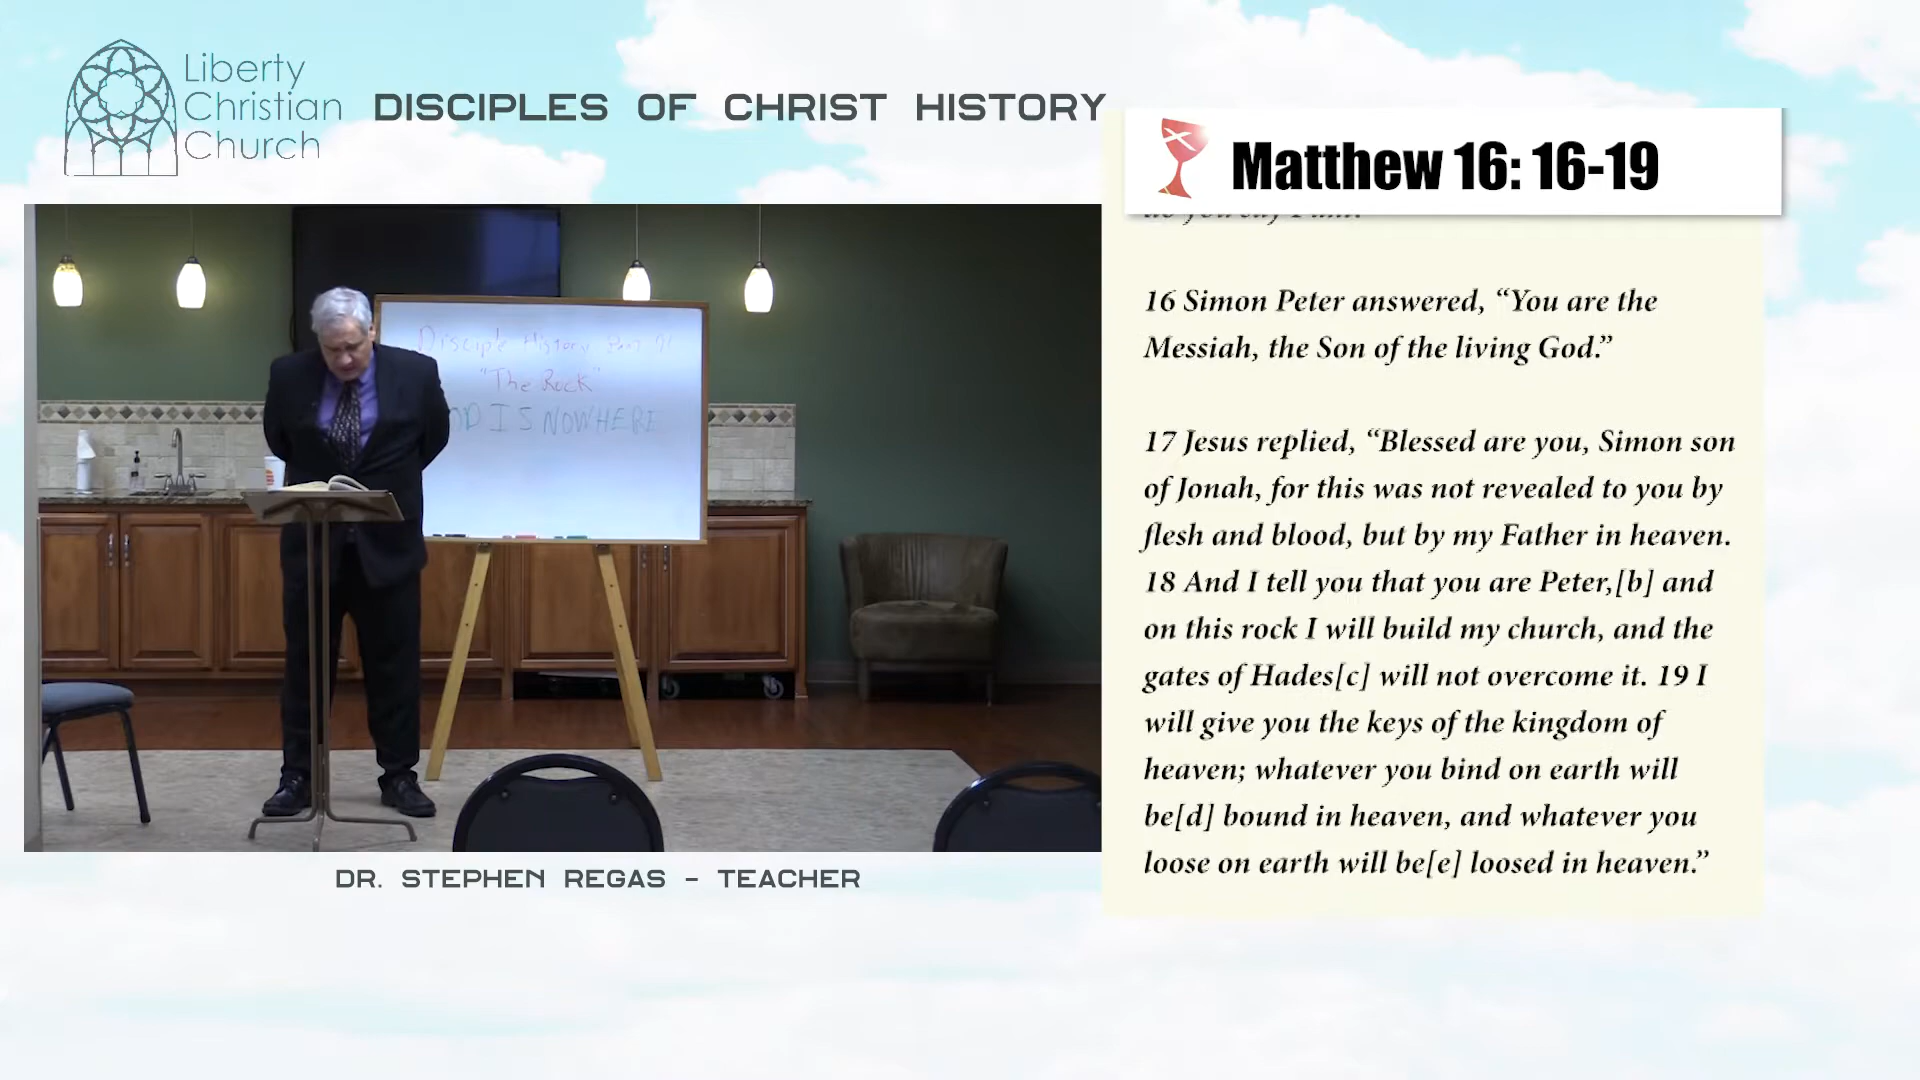 Liberty
Christian
Church
DISCIPLES OF CHRIST HISTORY
Matthew 16: 16-19
do you say I am?"
16 Simon Peter answered, “You are the
Messiah, the Son of the living God.”
17 Jesus replied, “Blessed are you, Simon son
of Jonah, for this was not revealed to you by
flesh and blood, but by my Father in heaven.
18 And I tell you that you are Peter,[b] and
on this rock I will build my church, and the
gates of Hades[c] will not overcome it. 19 I
will give you the keys of the kingdom of
heaven; whatever you bind on earth will
be[d] bound in heaven, and whatever you
loose on earth will be[e] loosed in heaven.”
Disciple History Part
"The Rock"
OD IS NOWHERE
DR. STEPHEN REGAS - TEACHER